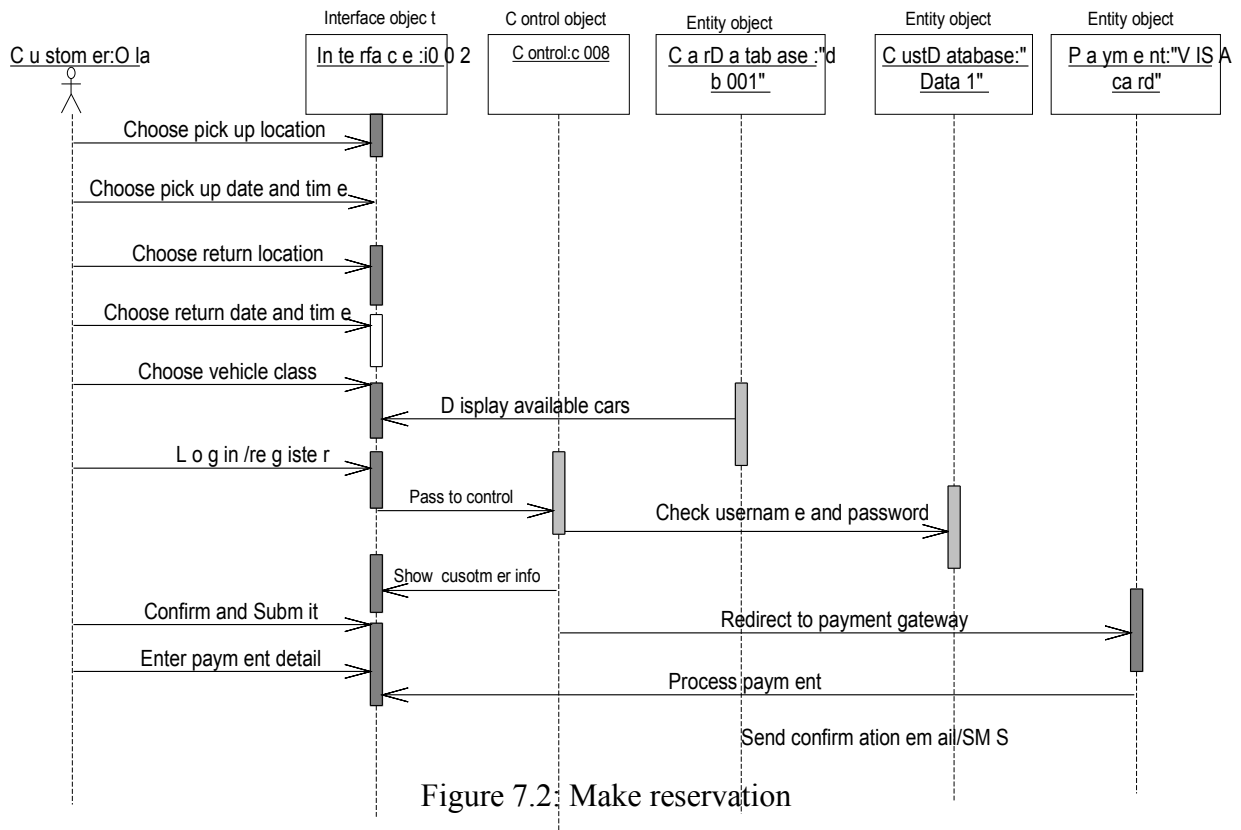 Interface object
Control object
Entity object
Entity object
Entity object
Customer:Ola
Interface:i002
Control:c008
CarDatabase:"d
b001"
CustDatabase:"
Data1"
Payment:"VISA
card"
Choose pick up location
Choose pick up date and time
Choose return location
Choose return date and time
Choose vehicle class
Display available cars
Login/register
Pass to control
Check username and password
Show cusotmer info
Confirm and Submit
Redirect to payment gateway
Enter payment detail
Process payment
Send confirmation email/SMS
Figure 7.2: Make reservation